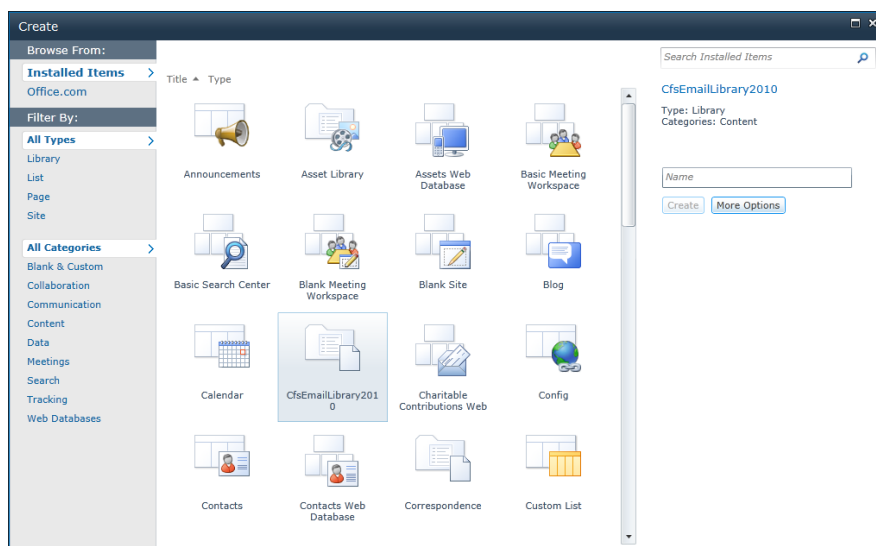 Create
Browse From:
Installed Items
Office.com
Filter By:
All Types
Library
List
Page
Site
All Categories
Blank & Custom
Collaboration
Communication
Content
Data
Meetings
Search
Tracking
Web Databases
Title Type
Announcements
Asset Library
Assets Web
Database
Basic Meeting
Workspace
Basic Search Center
Blank Meeting
Workspace
Blank Site
Blog
Calendar
CfsEmailLibrary201
0
Charitable
Contributions Web
Config
Contacts
Contacts Web
Database
Correspondence
Custom List
Search Installed Items
CfsEmailLibrary2010
Type: Library
Categories: Content
Name
Create More Options